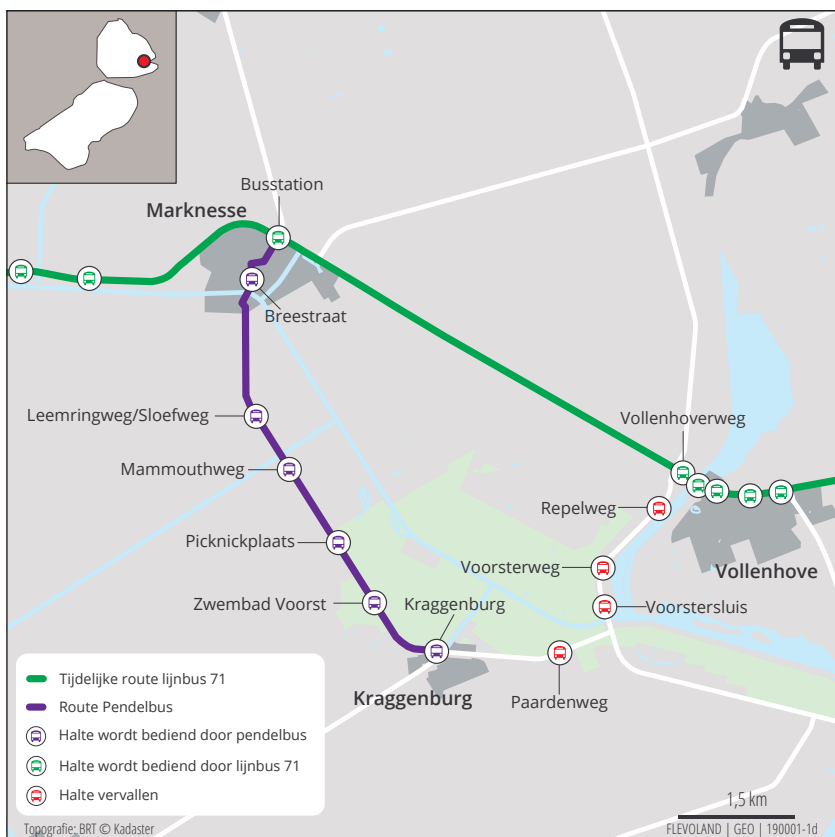 Busstation
Marknesse
Breestraat
Leemringweg/Sloefweg
Vollenhoverweg
Mammouthweg
Repelweg
Picknickplaats
Voorsterweg
Vollenhove
Zwembad Voorst
Kraggenburg
Voorstersluis
Kraggenburg
Paardenweg
Tijdelijke route lijnbus 71
Route Pendelbus
Halte wordt bediend door pendelbus
Halte wordt bediend door lijnbus 71
Halte vervallen
1,5 km
Topografie: BRT © Kadaster
FLEVOLAND | GEO | 190001-1d